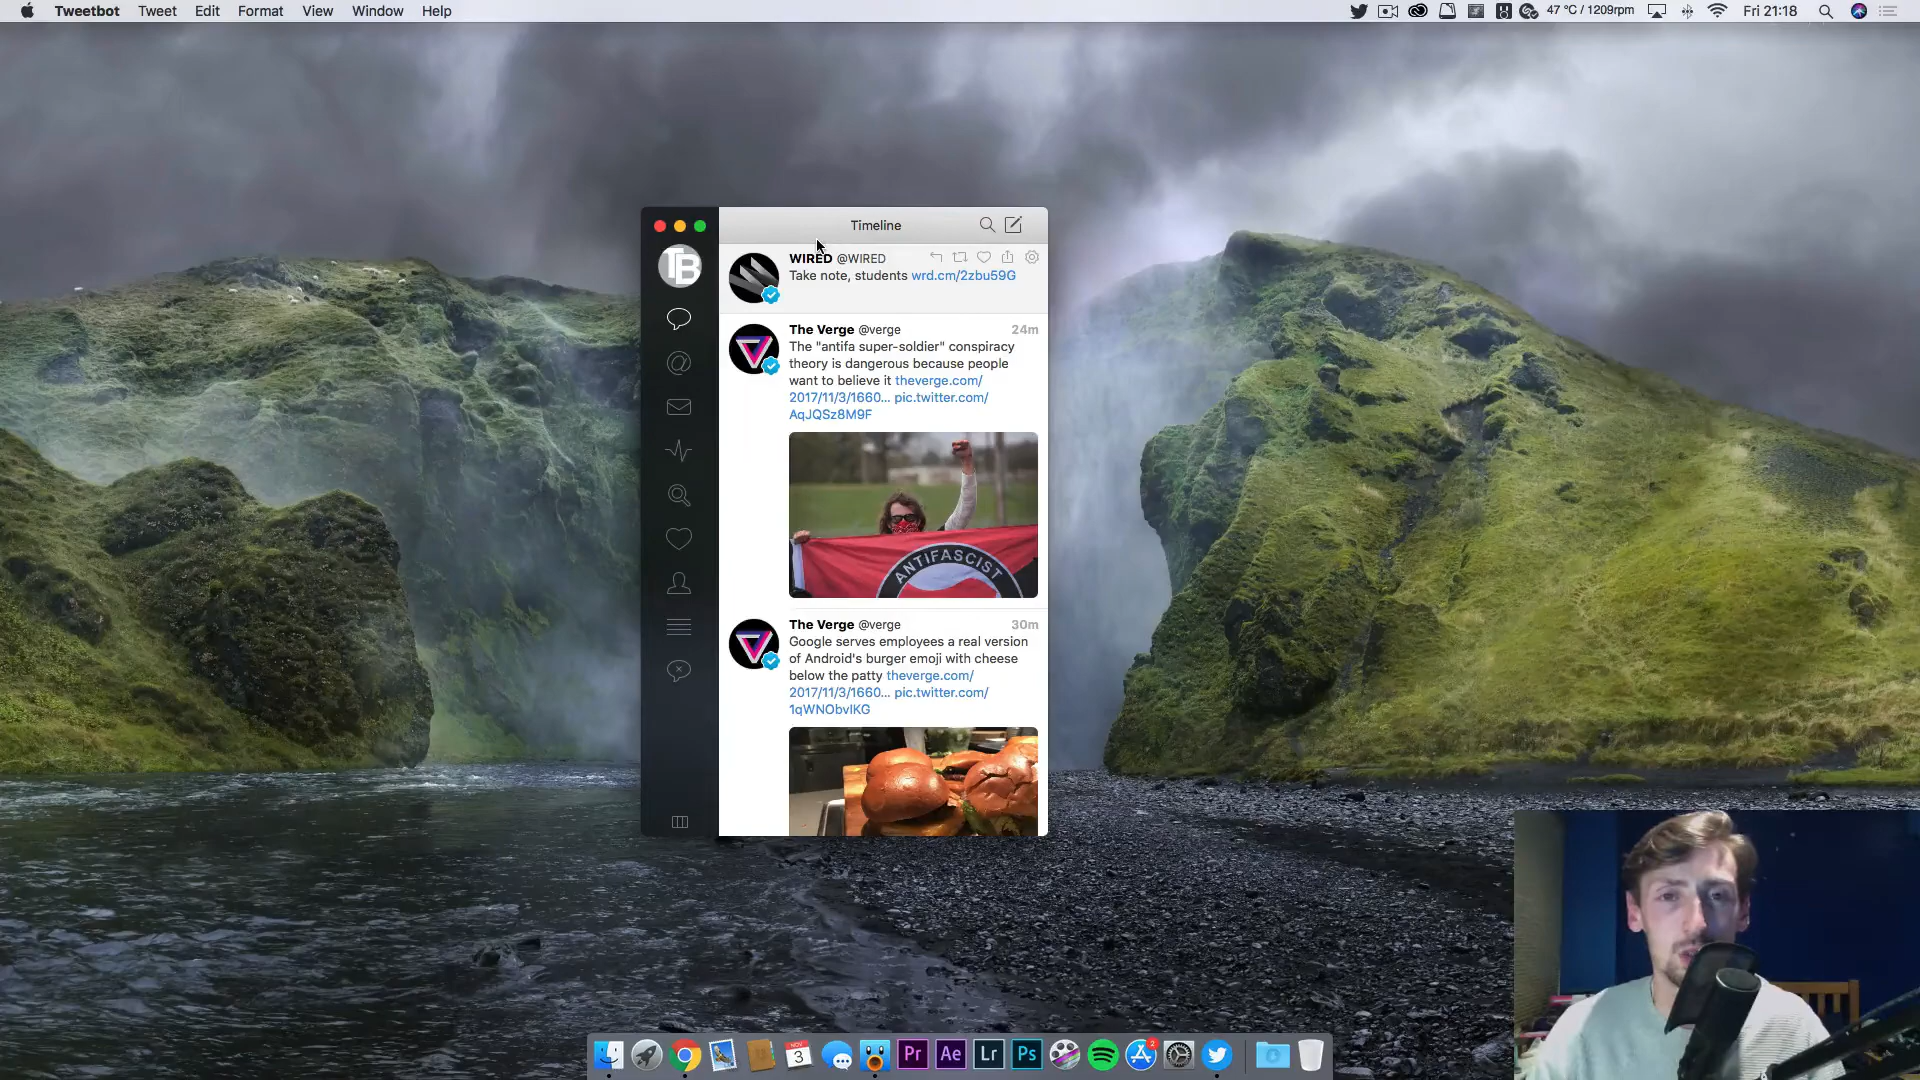 Tweetbot Tweet Edit Format View Window Help
47 °C / 1209rpm Fri 21:18
Timeline
TB
WIRED @WIRED
Take note, students wrd.cm/2zbu59G
The Verge @verge 24m
The "antifa super-soldier" conspiracy
theory is dangerous because people
want to believe it theverge.com/
2017/11/3/1660... pic.twitter.com/
AqJQSz8M9F
ANTIFASCIST
The Verge @verge 30m
Google serves employees a real version
of Android's burger emoji with cheese
below the patty theverge.com/
2017/11/3/1660... pic.twitter.com/
1qWNObvIKG
NOV
3
Pr Ae Lr Ps
2